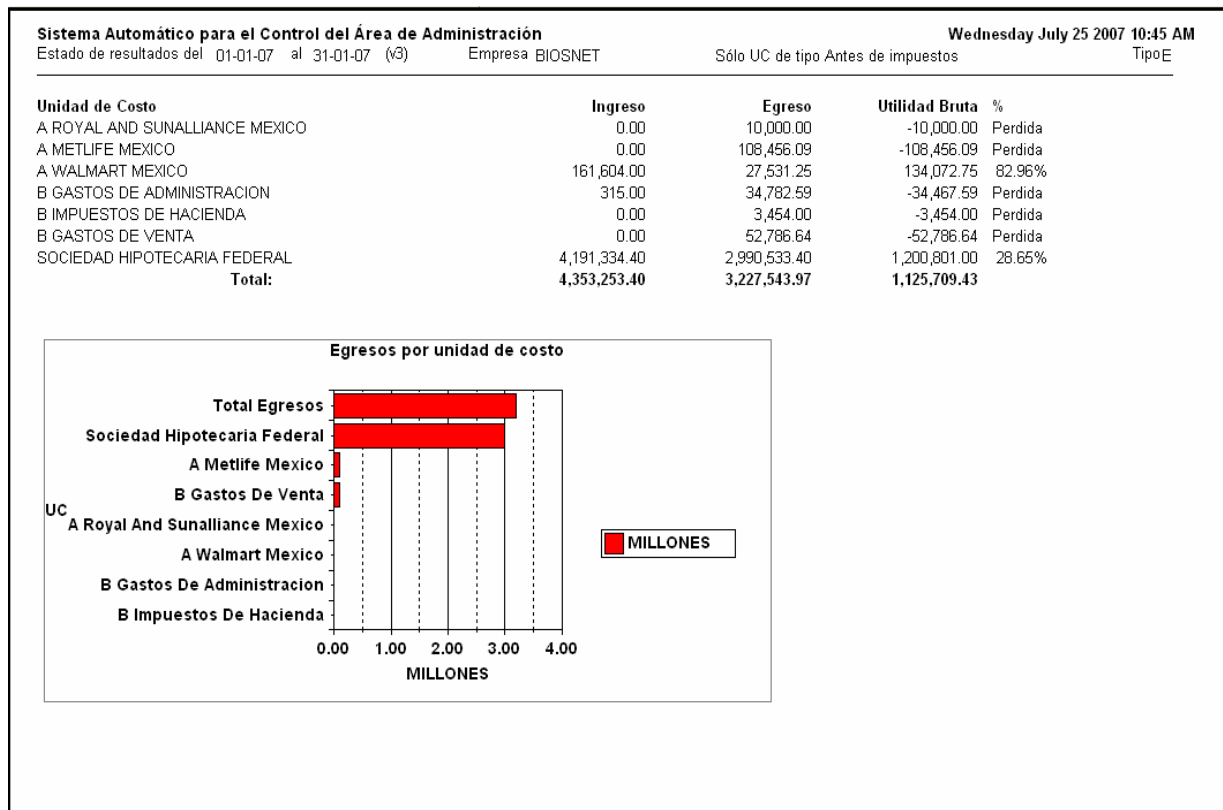 Sistema Automático para el Control del Área de Administración Wednesday July 25 2007 10:45 AM
Estado de resultados del 01-01-07 al 31-01-07 (v3) Empresa BIOSNET Sólo UC de tipo Antes de impuestos Tipo E
Unidad de Costo Ingreso Egreso Utilidad Bruta %
A ROYAL AND SUNALLIANCE MEXICO 0.00 10,000.00 -10,000.00 Perdida
A METLIFE MEXICO 0.00 108,456.09 -108,456.09 Perdida
A WALMART MEXICO 161,604.00 27,531.25 134,072.75 82.96%
B GASTOS DE ADMINISTRACION 315.00 34,782.59 -34,467.59 Perdida
B IMPUESTOS DE HACIENDA 0.00 3,454.00 -3,454.00 Perdida
B GASTOS DE VENTA 0.00 52,786.64 -52,786.64 Perdida
SOCIEDAD HIPOTECARIA FEDERAL 4,191,334.40 2,990,533.40 1,200,801.00 28.65%
Total: 4,353,253.40 3,227,543.97 1,125,709.43
Egresos por unidad de costo
Total Egresos
Sociedad Hipotecaria Federal
A Metlife Mexico
B Gastos De Venta
UC
A Royal And Sunalliance Mexico
A Walmart Mexico
B Gastos De Administracion
B Impuestos De Hacienda
0.00 1.00 2.00 3.00 4.00
MILLONES
MILLONES